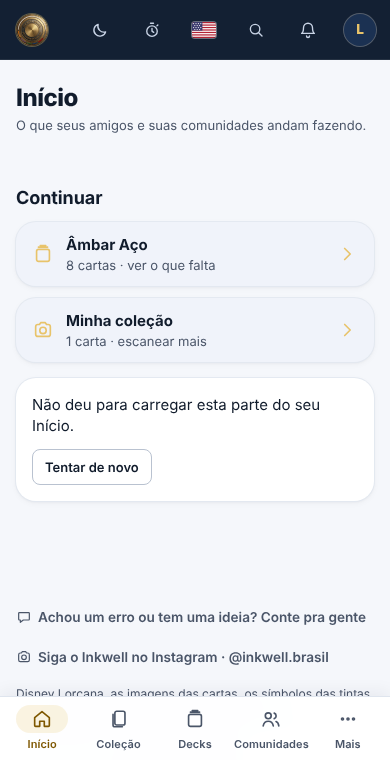 L
Início
O que seus amigos e suas comunidades andam fazendo.
Continuar
Âmbar Aço
8 cartas · ver o que falta
Minha coleção
1 carta · escanear mais
Não deu para carregar esta parte do seu
Início.
Tentar de novo
Achou um erro ou tem uma ideia? Conte pra gente
Siga o Inkwell no Instagram · @inkwell.brasil
Disney Lorcana, as imagens das cartas, os símbolos das tintas
Início
Coleção
Decks
Comunidades
Mais